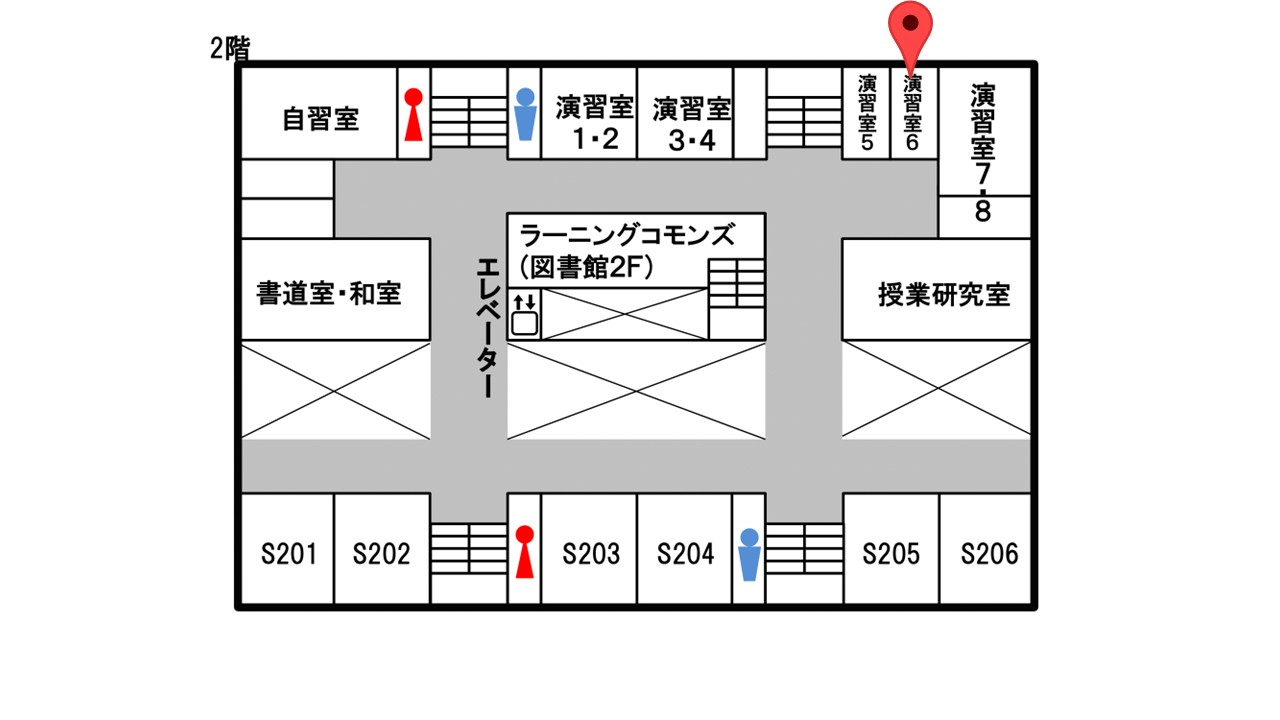 2階
自習室
演習室
1・2
演習室
3・4
演習室5
演習室6
演習室7・8
ラーニングコモンズ
（図書館2F）
エレベーター
書道室・和室
授業研究室
S201
S202
S203
S204
S205
S206